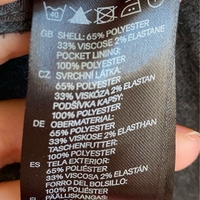 40
GB SHELL: 65% POLYESTER
33% VISCOSE 2% ELASTANE
POCKET LINING:
100% POLYESTER
CZ SVRCHNÍ LÁTKA:
65% POLYESTER
33% VISKÓZA 2% ELASTAN
PODŠÍVKA KAPSY:
100% POLYESTER
DE OBERMATERIAL:
65% POLYESTER
33% VISKOSE 2% ELASTHAN
TASCHENFUTTER:
100% POLYESTER
ES TELA EXTERIOR:
65% POLIÉSTER
33% VISCOSA 2% ELASTÁN
FORRO DEL BOLSILLO:
100% POLIÉSTER
PÄÄLLIKANGAS: